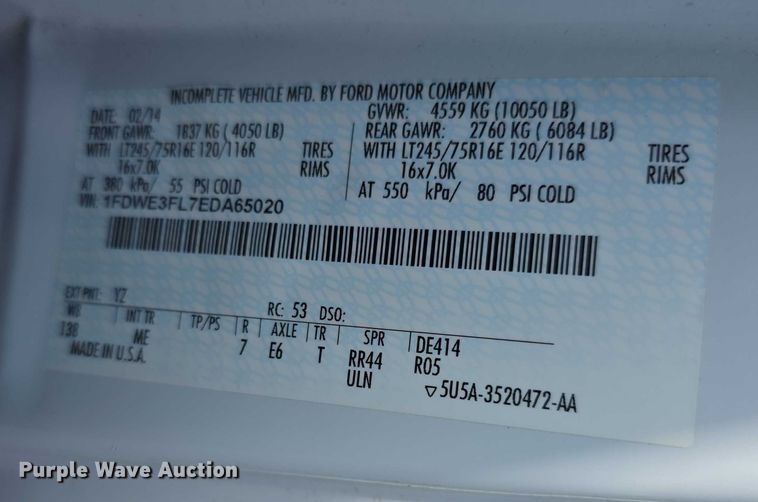 INCOMPLETE VEHICLE MFD. BY FORD MOTOR COMPANY
DATE: 02/14 GVWR: 4559 KG (10050 LB)
FRONT GAWR: 1837 KG ( 4050 LB) REAR GAWR: 2760 KG ( 6084 LB)
WITH LT245/75R16E 120/116R TIRES WITH LT245/75R16E 120/116R TIRES
16x7.0K RIMS 16x7.0K RIMS
AT 380 kPa/ 55 PSI COLD AT 550 kPa/ 80 PSI COLD
VIN: 1FDWE3FL7EDA65020
EXT PNT: YZ RC: 53 DSO:
WB INT TR TP/PS R AXLE TR SPR DE414
138 ME 7 E6 T RR44 R05
MADE IN U.S.A. ULN ▽5U5A-3520472-AA
Purple Wave Auction